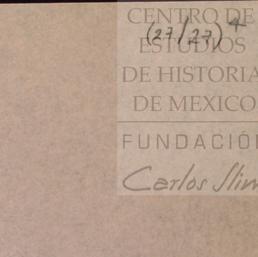 CENTRO DE
(27/27) 4
ESTUDIOS
DE HISTORIA
DE MEXICO
FUNDACIÓN
Carlos Slim